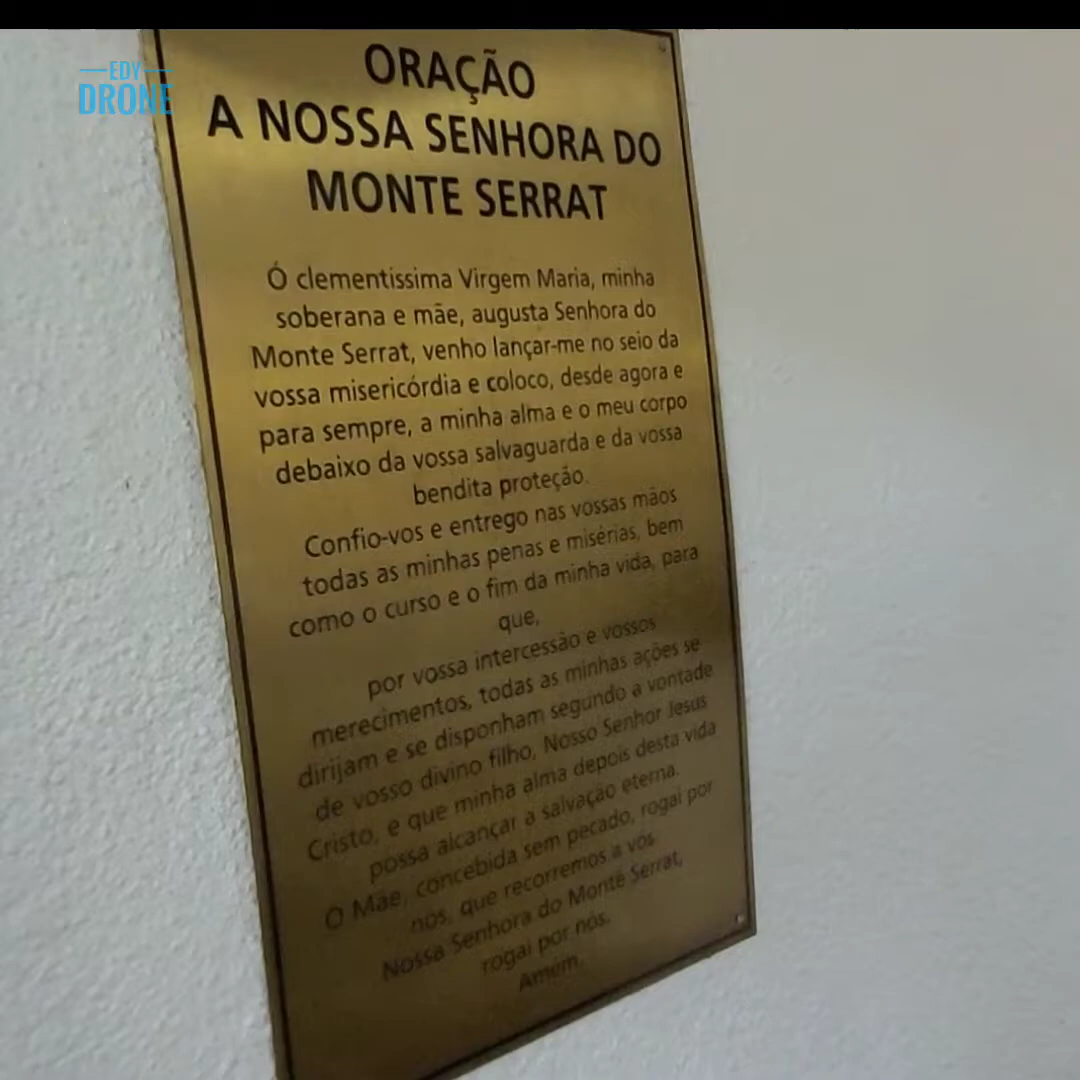 EDY
DRONE
ORAÇÃO
A NOSSA SENHORA DO
MONTE SERRAT
Ó clementíssima Virgem Maria, minha
soberana e mãe, augusta Senhora do
Monte Serrat, venho lançar-me no seio da
vossa misericórdia e coloco, desde agora e
para sempre, a minha alma e o meu corpo
debaixo da vossa salvaguarda e da vossa
bendita proteção.
Confio-vos e entrego nas vossas mãos
todas as minhas penas e misérias, bem
como o curso e o fim da minha vida, para
que,
por vossa intercessão e vossos
merecimentos, todas as minhas ações se
dirijam e se disponham segundo a vontade
de vosso divino filho, Nosso Senhor Jesus
Cristo, e que minha alma depois desta vida
possa alcançar a salvação eterna.
Ó Mãe, concebida sem pecado, rogai por
nós, que recorremos a vós
Nossa Senhora do Monte Serrat,
rogai por nós.
Amém.